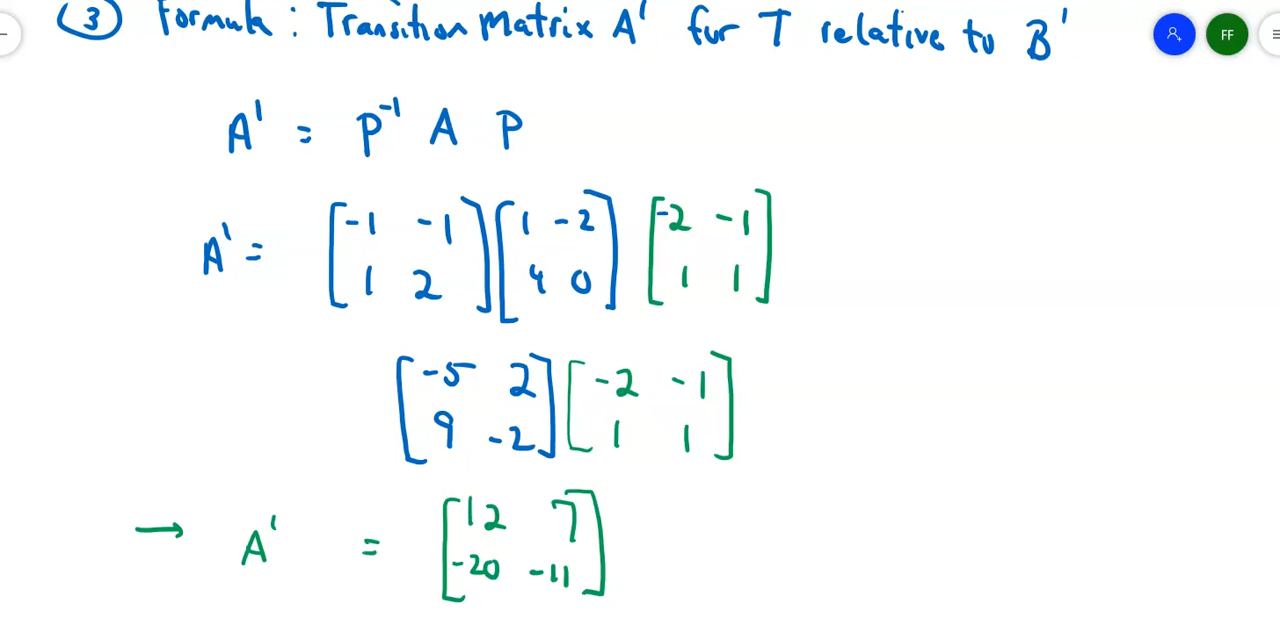 ③ Formula : Transition Matrix A' for T relative to B'
FF
A' = P⁻¹ A P
A' = [-1 -1] [1 -2] [-2 -1]
[1 2] [4 0] [1 1]
[-5 2] [-2 -1]
[9 -2] [1 1]
→ A' = [12 7]
[-20 -11]